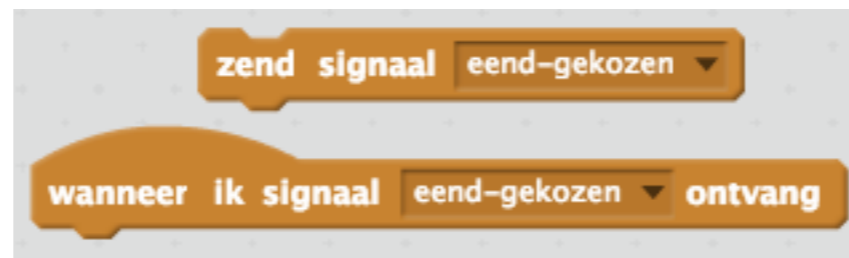 zend signaal eend-gekozen
wanneer ik signaal eend-gekozen ontvang